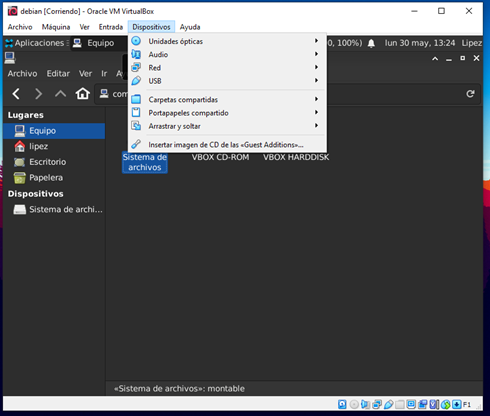 debian [Corriendo] - Oracle VM VirtualBox
Archivo Máquina Ver Entrada Dispositivos Ayuda
Aplicaciones Equipo 0, 100%) lun 30 may, 13:24 Lipez
Unidades ópticas
Audio
Red
USB
Carpetas compartidas
Portapapeles compartido
Arrastrar y soltar
Insertar imagen de CD de las «Guest Additions»...
Archivo Editar Ver Ir
Lugares
Equipo
lipez
Escritorio
Papelera
Dispositivos
Sistema de archi...
Sistema de
archivos
VBOX CD-ROM
VBOX HARDDISK
«Sistema de archivos»: montable
F1